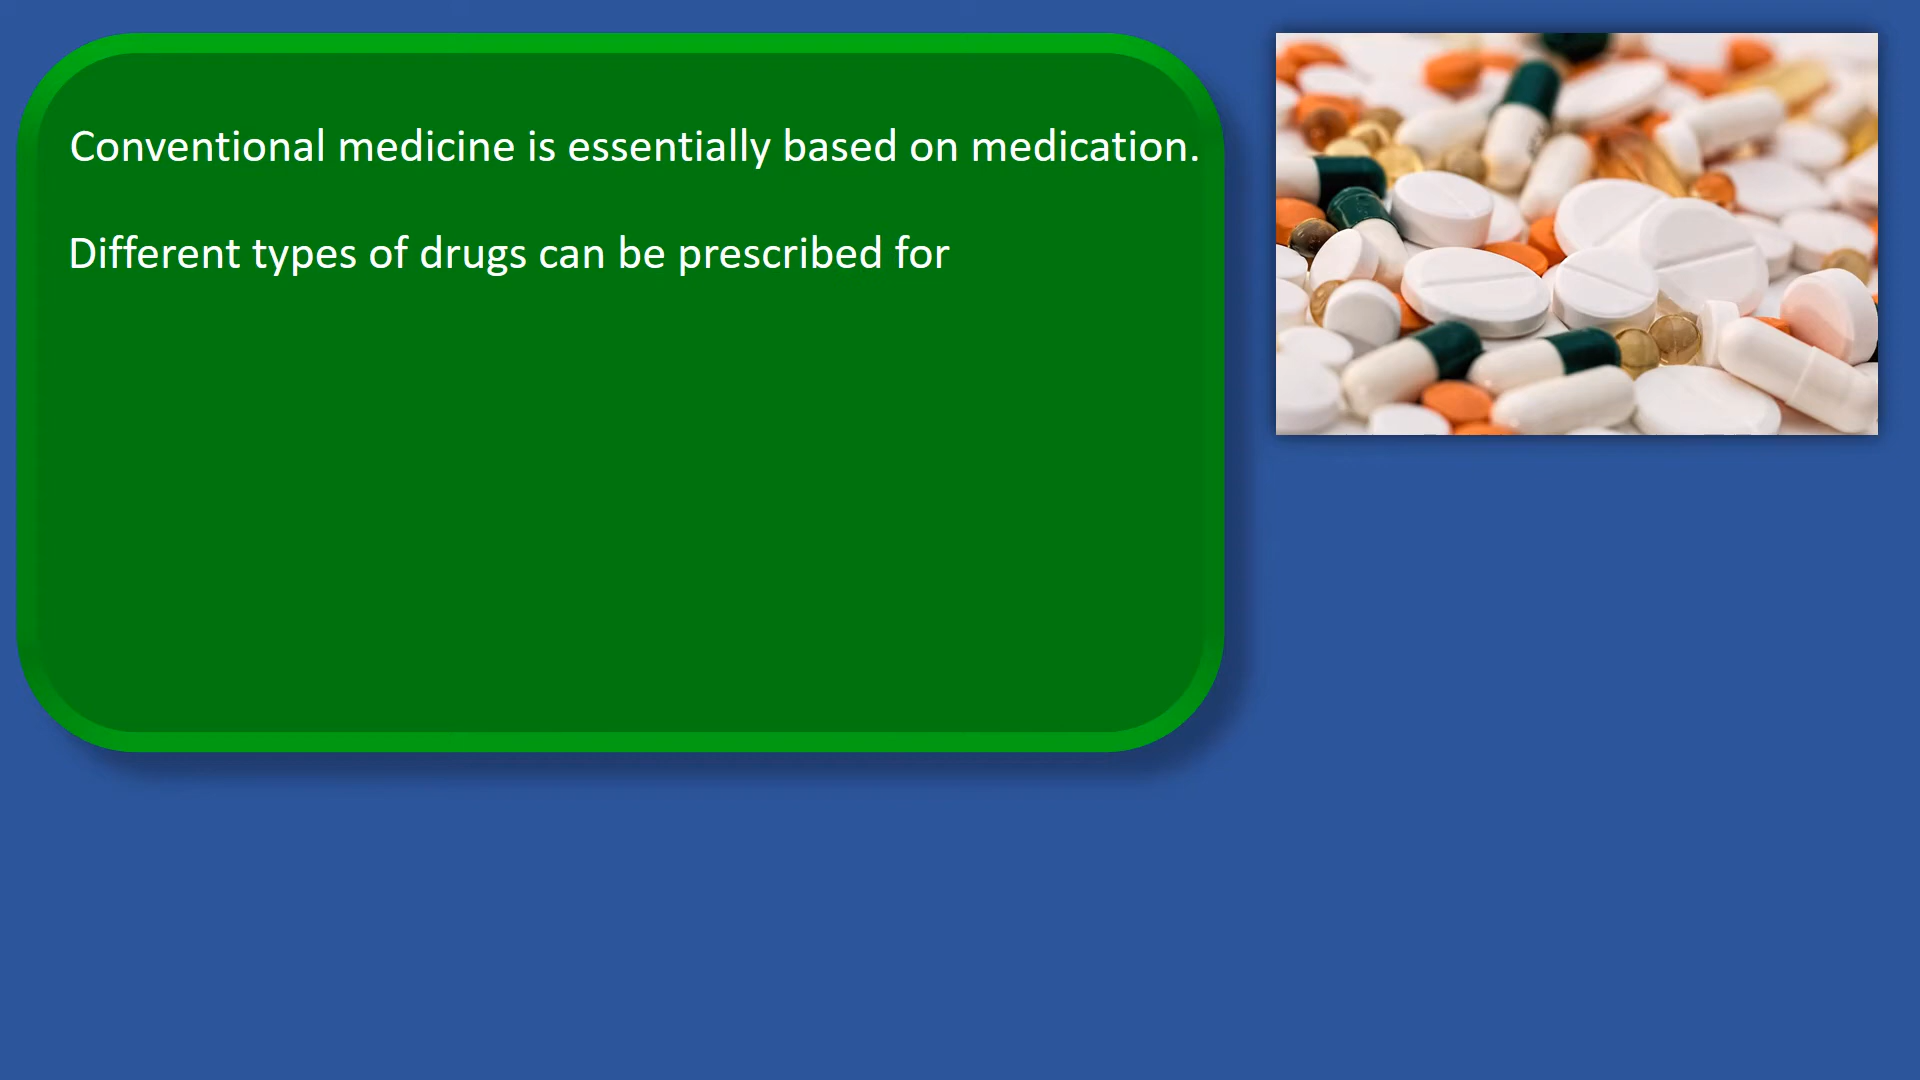 Conventional medicine is essentially based on medication.
Different types of drugs can be prescribed for